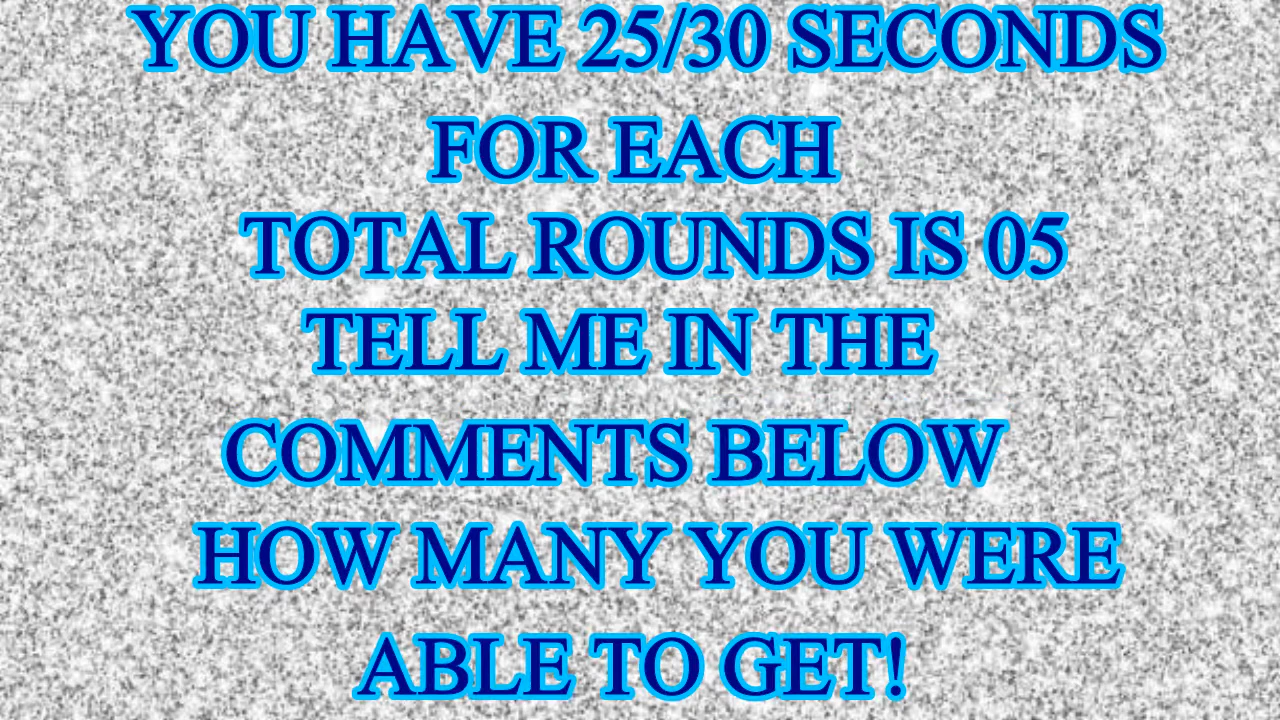 YOU HAVE 25/30 SECONDS
FOR EACH
TOTAL ROUNDS IS 05
TELL ME IN THE
COMMENTS BELOW
HOW MANY YOU WERE
ABLE TO GET!